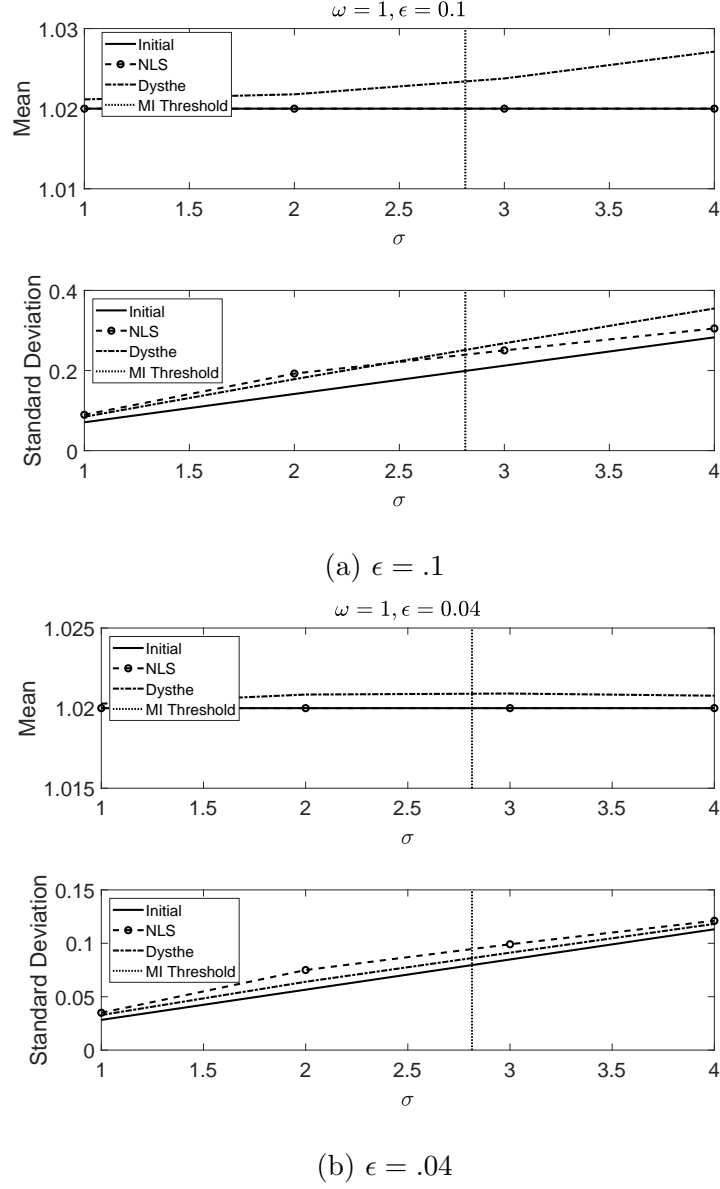 ω = 1, ϵ = 0.1
1.03
1.02
1.01
Mean
Initial
NLS
Dysthe
MI Threshold
1 1.5 2 2.5 3 3.5 4
σ
0.4
0.2
0
Standard Deviation
Initial
NLS
Dysthe
MI Threshold
1 1.5 2 2.5 3 3.5 4
σ
(a) ϵ = .1
ω = 1, ϵ = 0.04
1.025
1.02
1.015
Mean
Initial
NLS
Dysthe
MI Threshold
1 1.5 2 2.5 3 3.5 4
σ
0.15
0.1
0.05
0
Standard Deviation
Initial
NLS
Dysthe
MI Threshold
1 1.5 2 2.5 3 3.5 4
σ
(b) ϵ = .04